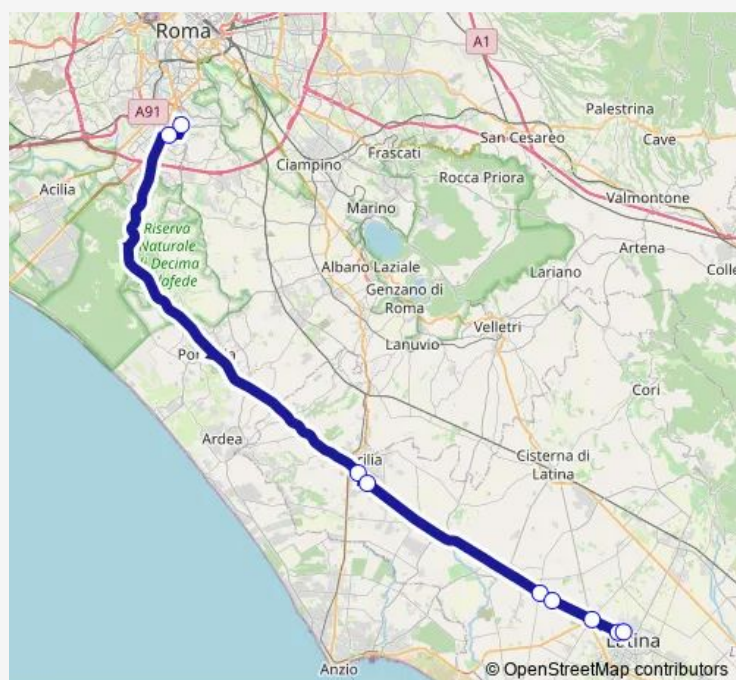 Roma
A1
Palestrina
A91
San Cesareo
Cave
Frascati
Ciampino
Rocca Priora
Valmontone
Acilia
Marino
Riserva
Naturale
Artena
Albano Laziale
Lariano
Colle
Genzano di
Roma
Velletri
Lanuvio
Cori
Ardea
Cisterna di
Latina
Latina
Anzio
© OpenStreetMap contributors